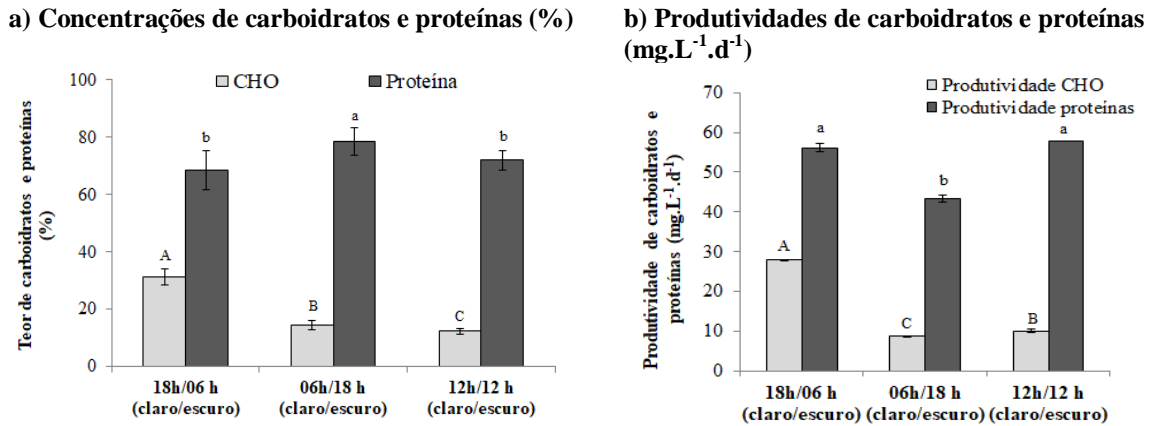 a) Concentrações de carboidratos e proteínas (%)
CHO Proteína
Teor de carboidratos e proteínas
(%)
100
80
60
40
20
0
A
b
B
a
C
b
18h/06 h
(claro/escuro)
06h/18 h
(claro/escuro)
12h/12 h
(claro/escuro)
b) Produtividades de carboidratos e proteínas
(mg.L-1.d-1)
Produtividade CHO
Produtividade proteínas
Produtividade de carboidratos e
proteínas (mg.L-1.d-1)
70
60
50
40
30
20
10
0
A
a
C
b
B
a
18h/06 h
(claro/escuro)
06h/18 h
(claro/escuro)
12h/12 h
(claro/escuro)